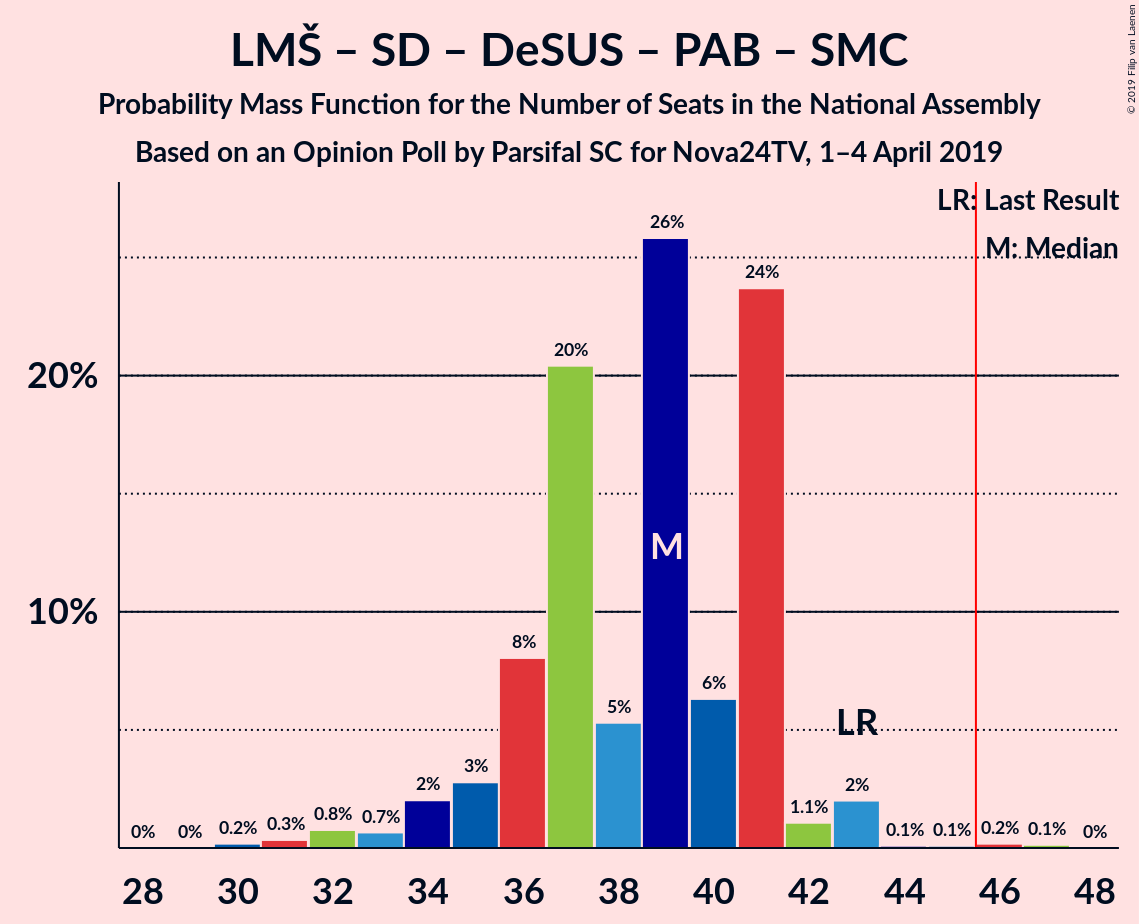 LMŠ – SD – DeSUS – PAB – SMC
Probability Mass Function for the Number of Seats in the National Assembly
Based on an Opinion Poll by Parsifal SC for Nova24TV, 1–4 April 2019
© 2019 Filip van Laenen
LR: Last Result
M: Median
26%
24%
20%
20%
M
10%
8%
6%
5%
LR
3%
2%
2%
1.1%
0% 0% 0.2% 0.3% 0.8% 0.7% 0.1% 0.1% 0.2% 0.1% 0%
28 30 32 34 36 38 40 42 44 46 48